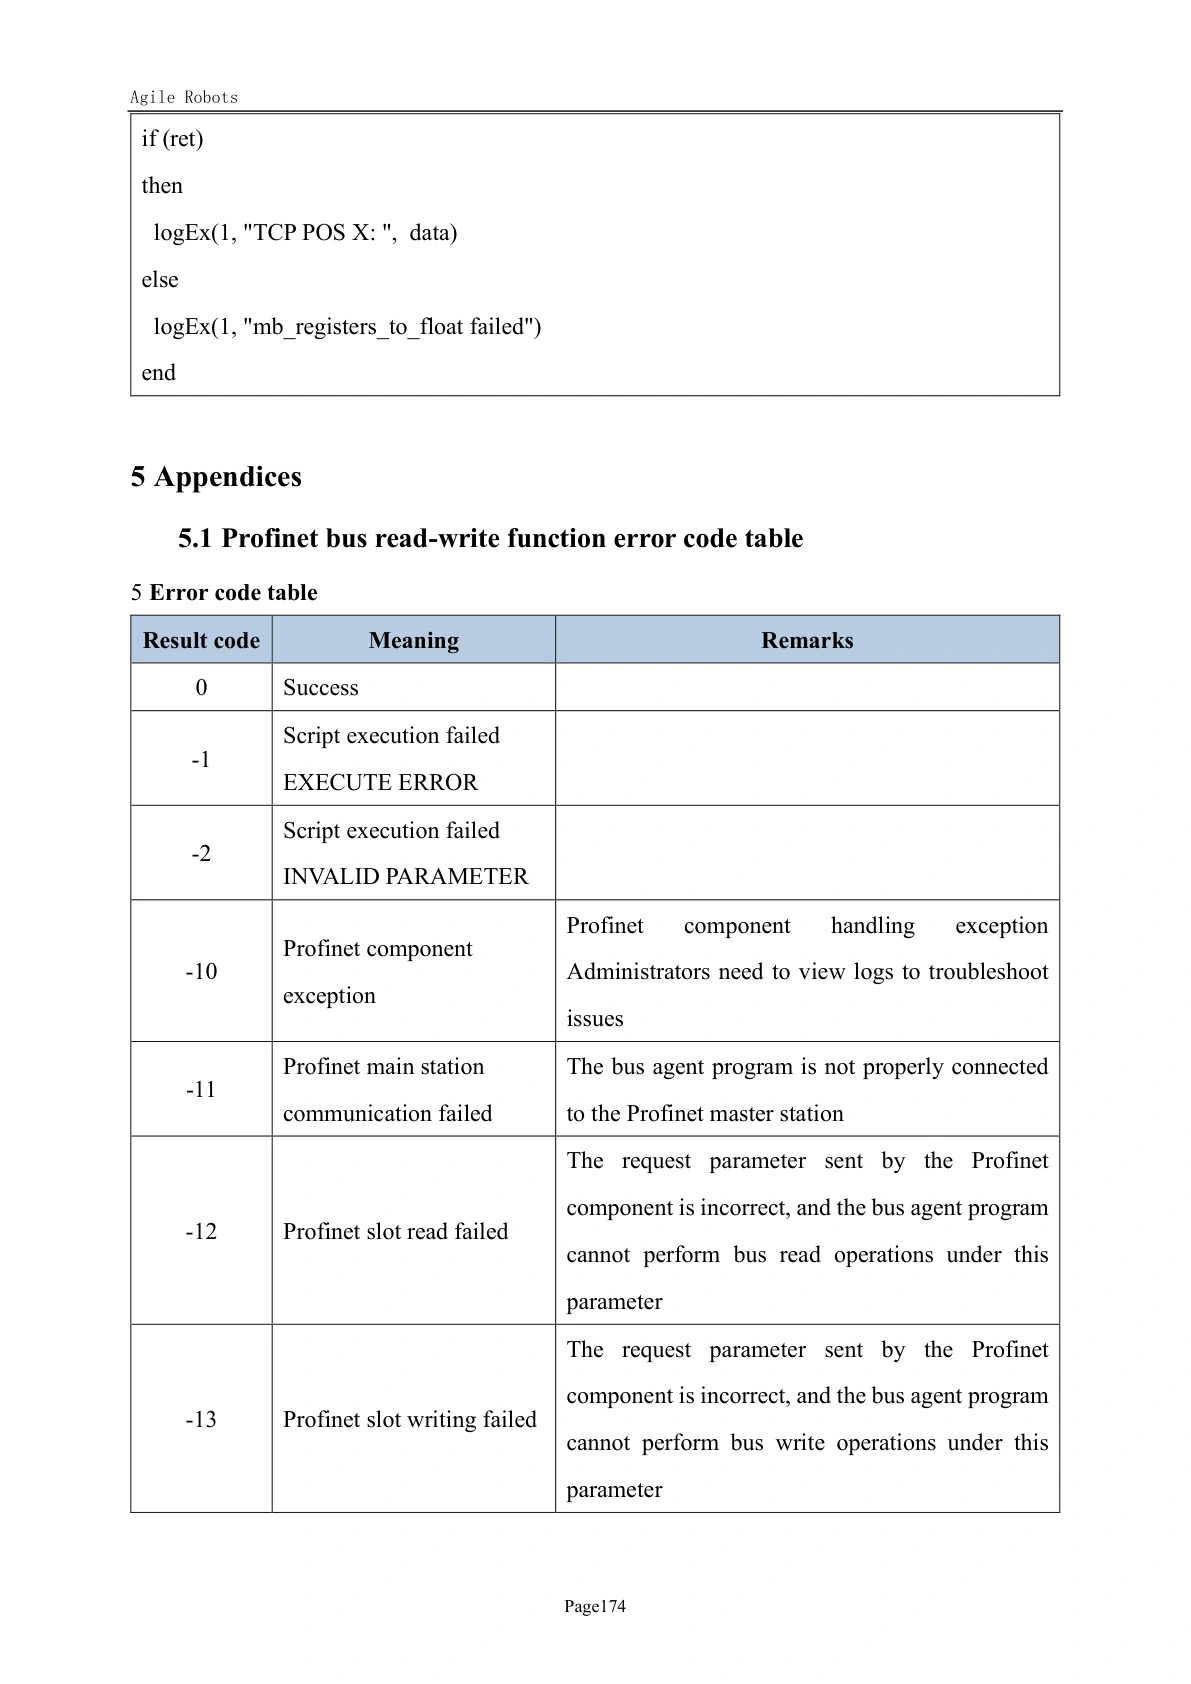 Agile Robots
if (ret)
then
logEx(1, "TCP POS X: ",  data)
else
logEx(1, "mb_registers_to_float failed")
end
5 Appendices
5.1 Profinet bus read-write function error code table
5 Error code table
Result code Meaning Remarks
0 Success
-1
Script execution failed
EXECUTE ERROR
-2
Script execution failed
INVALID PARAMETER
-10
Profinet component
exception
Profinet component handling exception
Administrators need to view logs to troubleshoot
issues
-11
Profinet main station
communication failed
The bus agent program is not properly connected
to the Profinet master station
-12
Profinet slot read failed
The request parameter sent by the Profinet
component is incorrect, and the bus agent program
cannot perform bus read operations under this
parameter
-13
Profinet slot writing failed
The request parameter sent by the Profinet
component is incorrect, and the bus agent program
cannot perform bus write operations under this
parameter
Page174